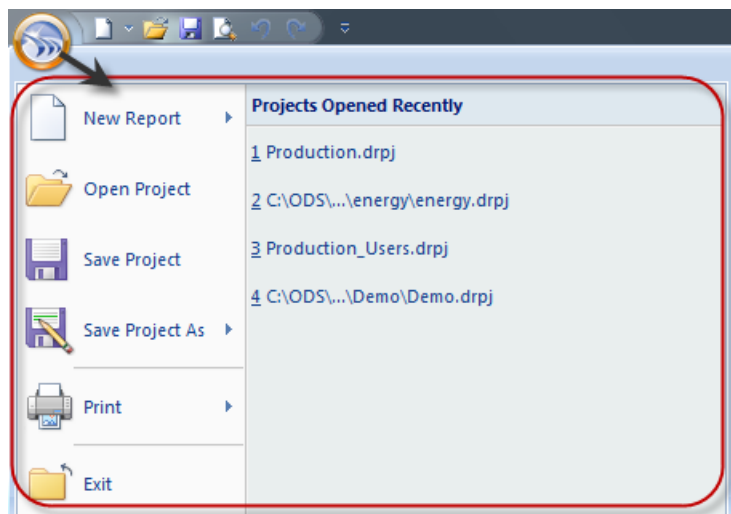 New Report
Open Project
Save Project
Save Project As
Print
Exit
Projects Opened Recently
1 Production.drpj
2 C:\ODS\...\energy\energy.drpj
3 Production_Users.drpj
4 C:\ODS\...\Demo\Demo.drpj